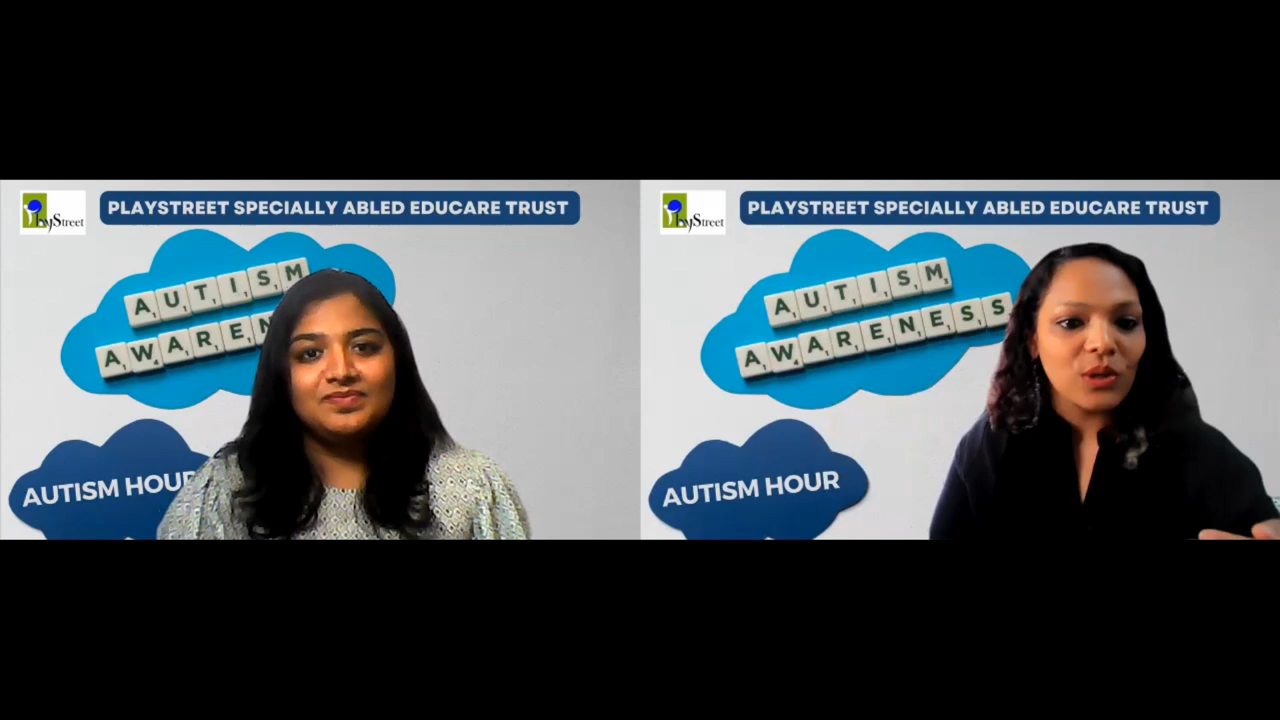 PlayStreet
PLAYSTREET SPECIALLY ABLED EDUCARE TRUST
AUTISM
AWAREN
AUTISM HOUR
PlayStreet
PLAYSTREET SPECIALLY ABLED EDUCARE TRUST
AUTISM
AWARENESS
AUTISM HOUR